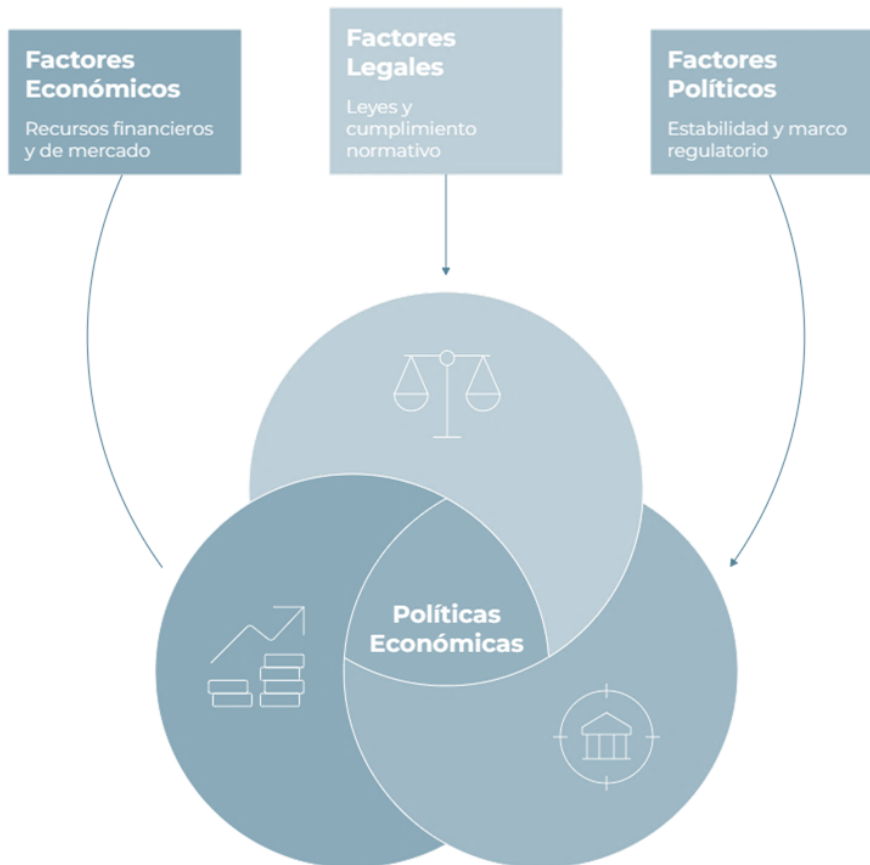 Factores
Económicos
Recursos financieros
y de mercado
Factores
Legales
Leyes y
cumplimiento
normativo
Factores
Políticos
Estabilidad y marco
regulatorio
Políticas
Económicas